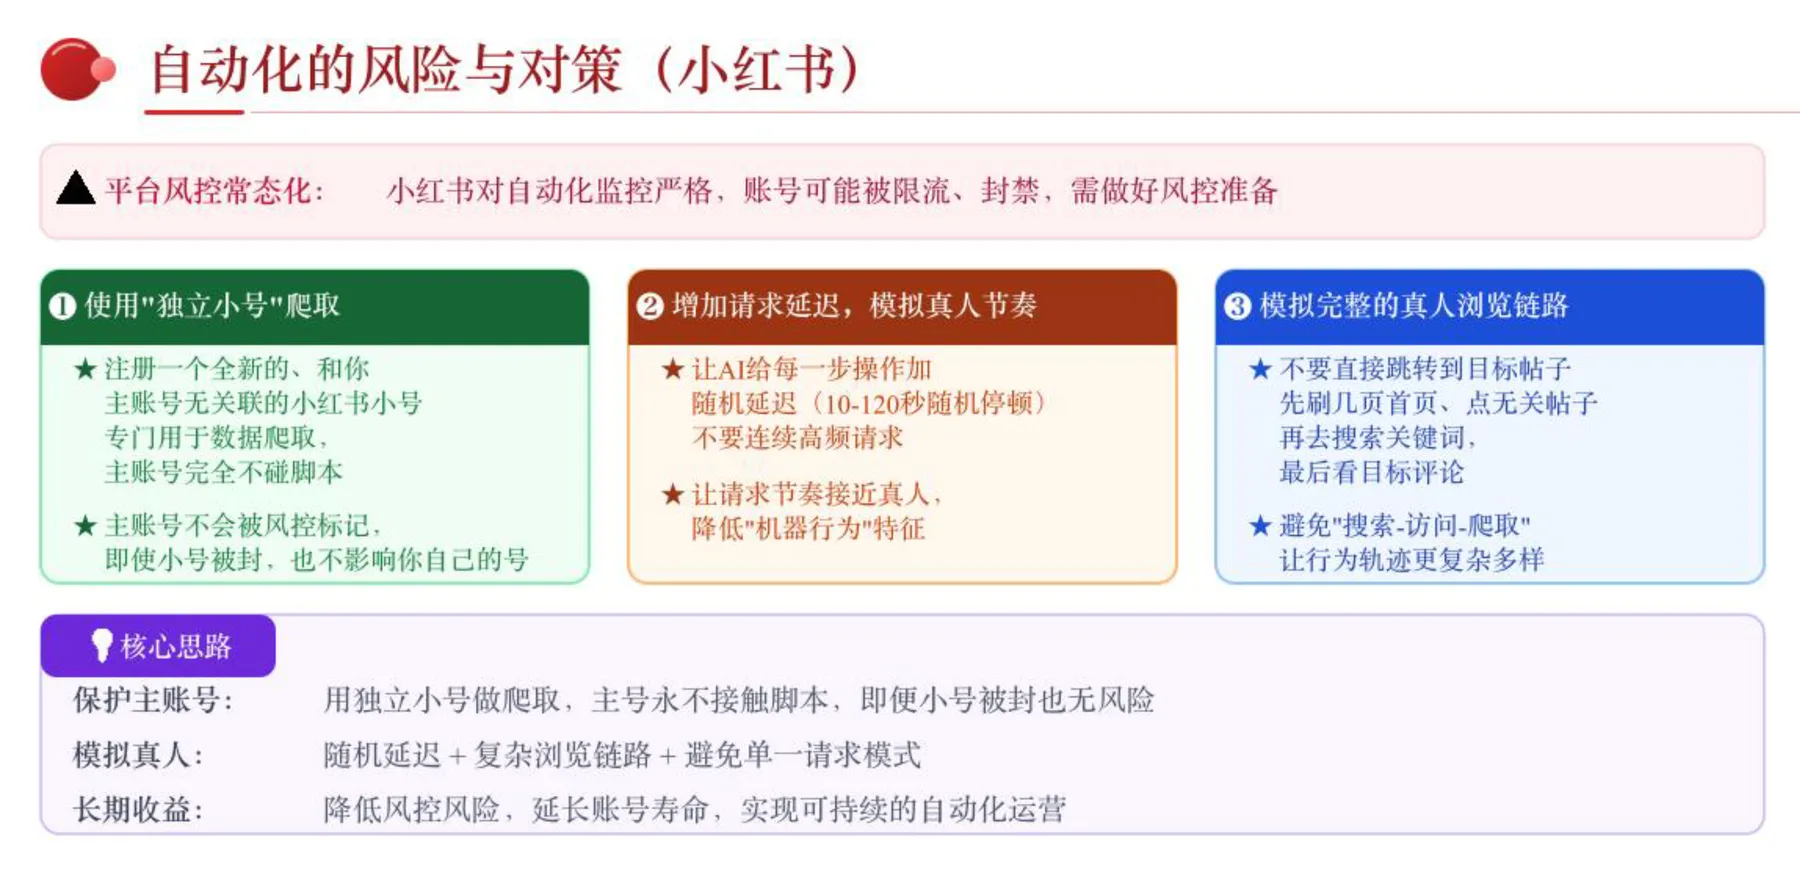 自动化的风险与对策（小红书）
平台风控常态化： 小红书对自动化监控严格，账号可能被限流、封禁，需做好风控准备
❶ 使用"独立小号"爬取
★ 注册一个全新的、和你
主账号无关联的小红书小号
专门用于数据爬取，
主账号完全不碰脚本
★ 主账号不会被风控标记，
即使小号被封，也不影响你自己的号
❷ 增加请求延迟，模拟真人节奏
★ 让AI给每一步操作加
随机延迟（10-120秒随机停顿）
不要连续高频请求
★ 让请求节奏接近真人，
降低"机器行为"特征
❸ 模拟完整的真人浏览链路
★ 不要直接跳转到目标帖子
先刷几页首页、点无关帖子
再去搜索关键词，
最后看目标评论
★ 避免"搜索-访问-爬取"
让行为轨迹更复杂多样
核心思路
保护主账号： 用独立小号做爬取，主号永不接触脚本，即便小号被封也无风险
模拟真人： 随机延迟 + 复杂浏览链路 + 避免单一请求模式
长期收益： 降低风控风险，延长账号寿命，实现可持续的自动化运营